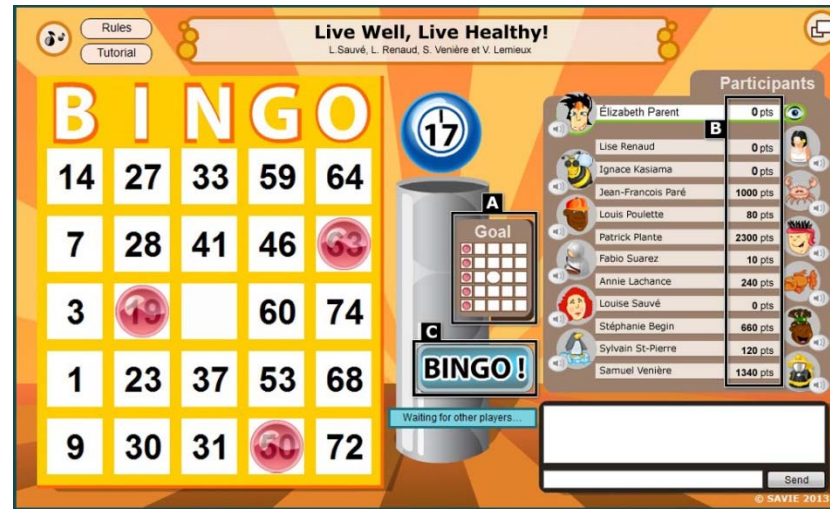 Rules
Tutorial
Live Well, Live Healthy!
L.Sauvé, L. Renaud, S. Venière et V. Lemieux
BINGO
14 27 33 59 64
7 28 41 46 63
3 19 60 74
1 23 37 53 68
9 30 31 50 72
17
A
Goal
C
BINGO!
Waiting for other players...
Participants
B
Élizabeth Parent 0 pts
Lise Renaud 0 pts
Ignace Kasiama 0 pts
Jean-Francois Paré 1000 pts
Louis Poulette 80 pts
Patrick Plante 2300 pts
Fabio Suarez 10 pts
Annie Lachance 240 pts
Louise Sauvé 0 pts
Stéphanie Begin 660 pts
Sylvain St-Pierre 120 pts
Samuel Venière 1340 pts
Send
© SAVIE 2013